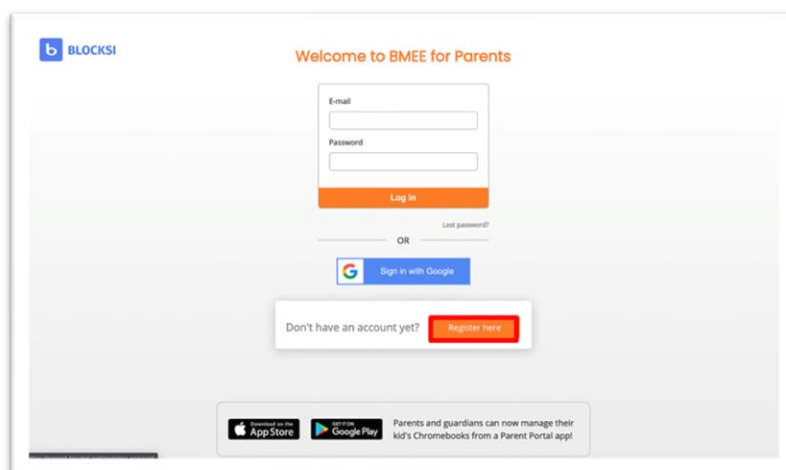 b BLOCKSI
Welcome to BMEE for Parents
E-mail
Password
Log in
Lost password?
OR
G Sign in with Google
Don't have an account yet? Register here
Download on the
App Store
GET IT ON
Google Play
Parents and guardians can now manage their
kid's Chromebooks from a Parent Portal app!